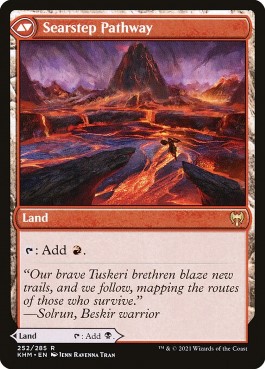 Searstep Pathway
Land
: Add .
“Our brave Tuskeri brethren blaze new
trails, and we follow, mapping the routes
of those who survive.”
—Solrun, Beskir warrior
Land : Add .
252/285 R
KHM • EN Jenn Ravenna Tran
™ & © 2021 Wizards of the Coast